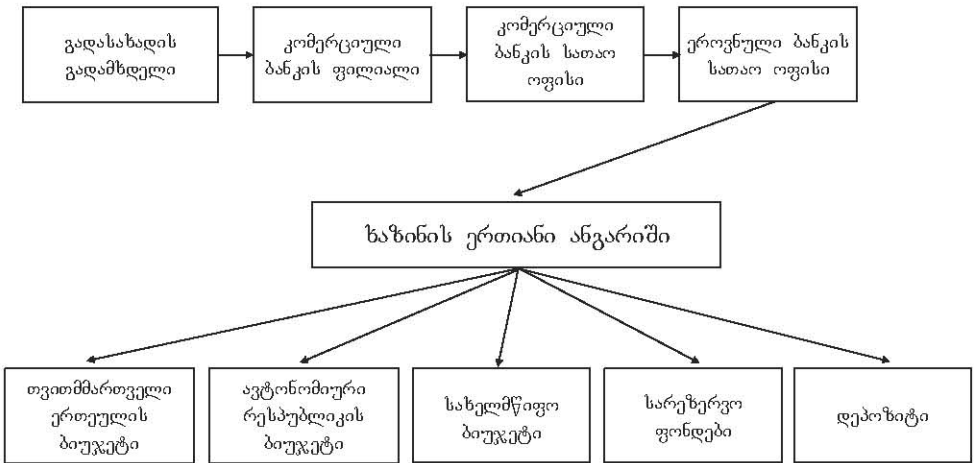 გადასახადის
გადამხდელი
კომერციული
ბანკის ფილიალი
კომერციული
ბანკის სათაო
ოფისი
ეროვნული ბანკის
სათაო ოფისი
ხაზინის ერთიანი ანგარიში
თვითმმართველი
ერთეულის
ბიუჯეტი
ავტონომიური
რესპუბლიკის
ბიუჯეტი
სახელმწიფო
ბიუჯეტი
სარეზერვო
ფონდები
დეპოზიტი